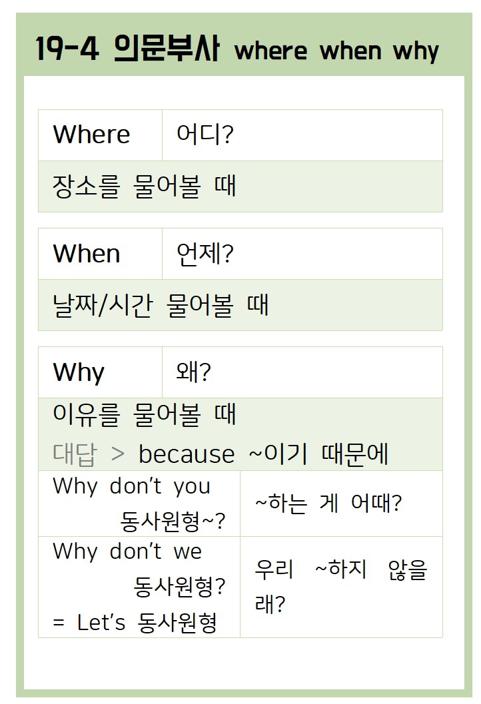 19-4 의문부사 where when why
Where 어디?
장소를 물어볼 때
When 언제?
날짜/시간 물어볼 때
Why 왜?
이유를 물어볼 때
대답 > because ~이기 때문에
Why don't you
동사원형~?
~하는 게 어때?
Why don't we
동사원형?
= Let's 동사원형
우리 ~하지 않을
래?